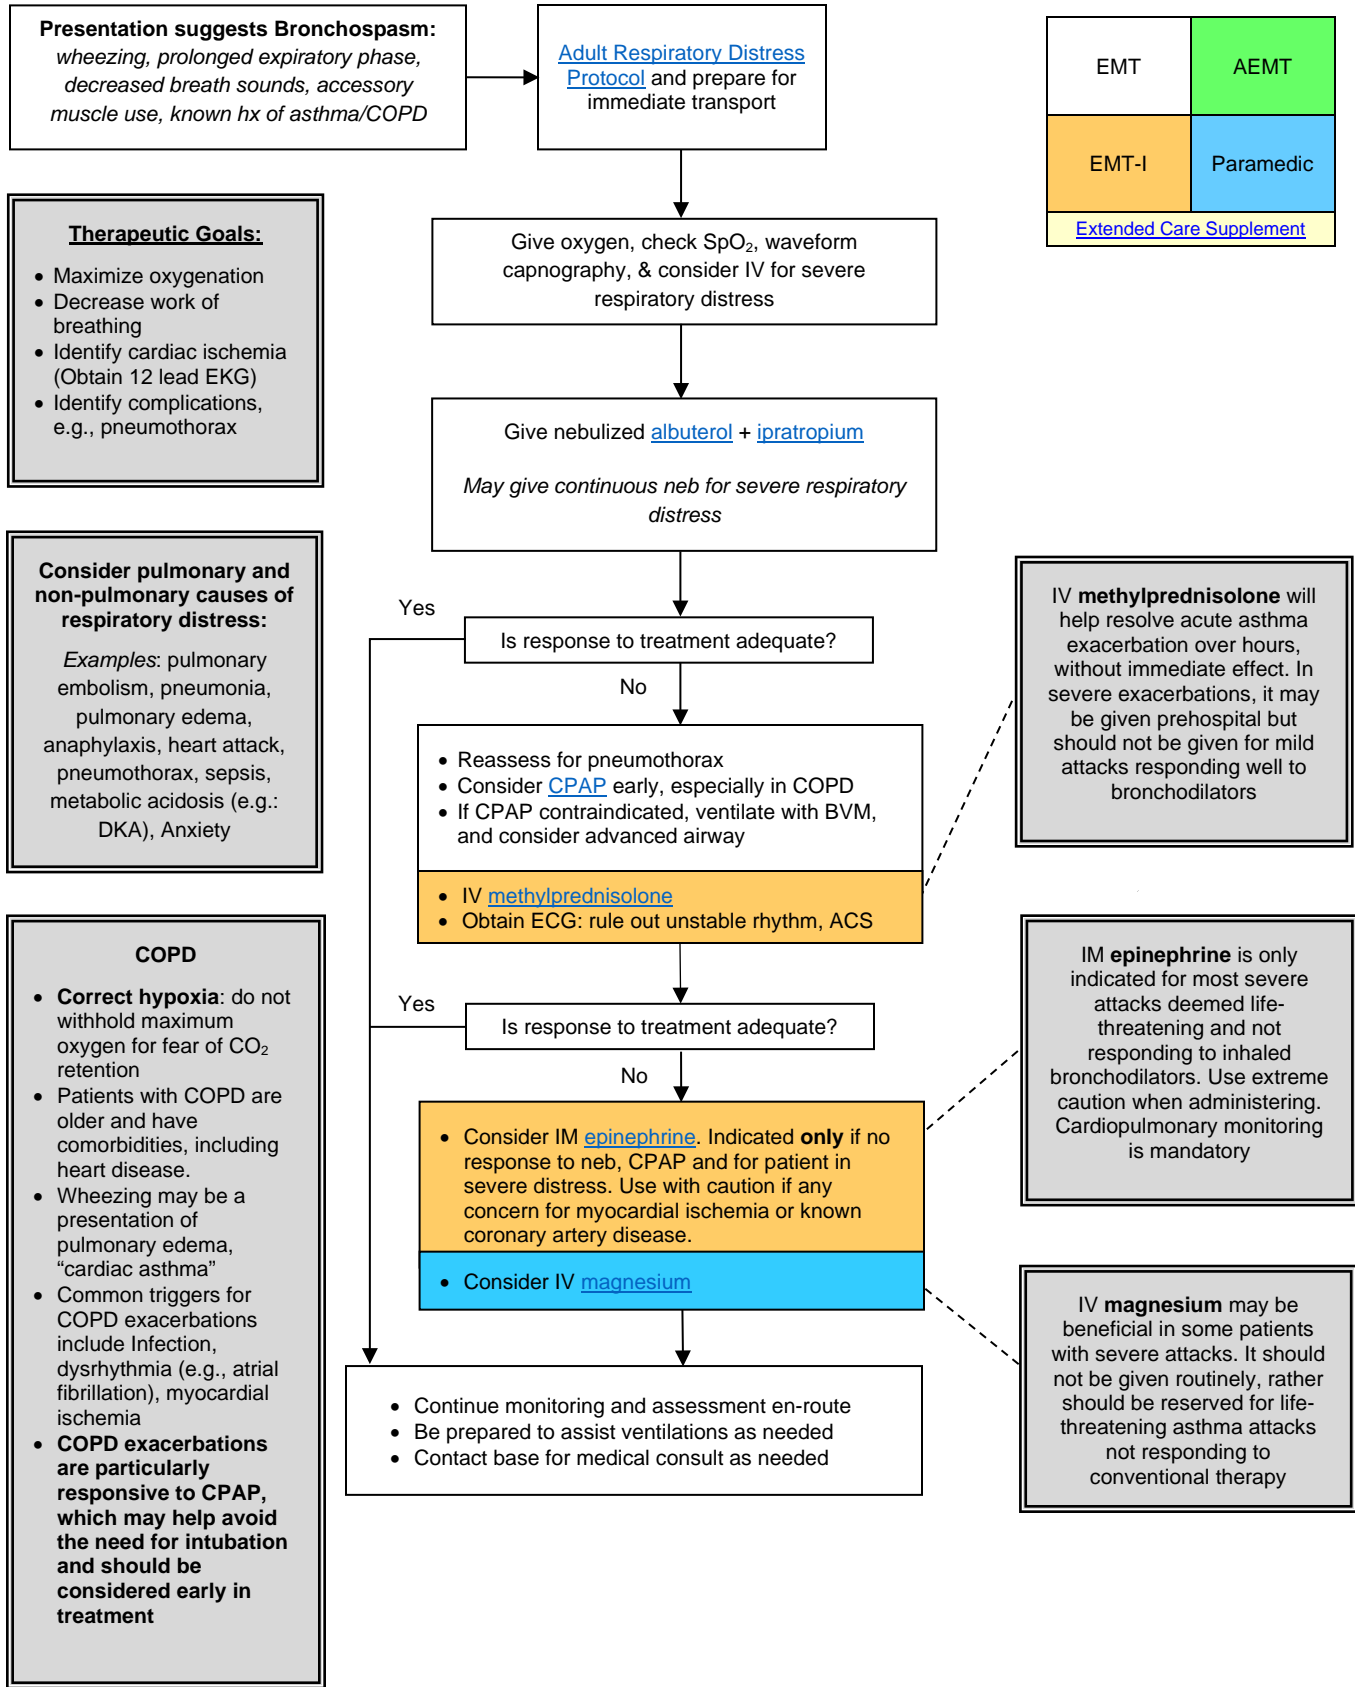 Presentation suggests Bronchospasm:
wheezing, prolonged expiratory phase,
decreased breath sounds, accessory
muscle use, known hx of asthma/COPD
Adult Respiratory Distress
Protocol and prepare for
immediate transport
EMT
AEMT
EMT-I
Paramedic
Extended Care Supplement
Therapeutic Goals:
• Maximize oxygenation
• Decrease work of
breathing
• Identify cardiac ischemia
(Obtain 12 lead EKG)
• Identify complications,
e.g., pneumothorax
Give oxygen, check SpO₂, waveform
capnography, & consider IV for severe
respiratory distress
Give nebulized albuterol + ipratropium
May give continuous neb for severe respiratory
distress
Consider pulmonary and
non-pulmonary causes of
respiratory distress:
Examples: pulmonary
embolism, pneumonia,
pulmonary edema,
anaphylaxis, heart attack,
pneumothorax, sepsis,
metabolic acidosis (e.g.:
DKA), Anxiety
Yes
Is response to treatment adequate?
No
• Reassess for pneumothorax
• Consider CPAP early, especially in COPD
• If CPAP contraindicated, ventilate with BVM,
and consider advanced airway
• IV methylprednisolone
• Obtain ECG: rule out unstable rhythm, ACS
IV methylprednisolone will
help resolve acute asthma
exacerbation over hours,
without immediate effect. In
severe exacerbations, it may
be given prehospital but
should not be given for mild
attacks responding well to
bronchodilators
COPD
• Correct hypoxia: do not
withhold maximum
oxygen for fear of CO₂
retention
• Patients with COPD are
older and have
comorbidities, including
heart disease.
• Wheezing may be a
presentation of
pulmonary edema,
“cardiac asthma”
• Common triggers for
COPD exacerbations
include Infection,
dysrhythmia (e.g., atrial
fibrillation), myocardial
ischemia
• COPD exacerbations
are particularly
responsive to CPAP,
which may help avoid
the need for intubation
and should be
considered early in
treatment
Yes
Is response to treatment adequate?
No
• Consider IM epinephrine. Indicated only if no
response to neb, CPAP and for patient in
severe distress. Use with caution if any
concern for myocardial ischemia or known
coronary artery disease.
• Consider IV magnesium
IM epinephrine is only
indicated for most severe
attacks deemed life-
threatening and not
responding to inhaled
bronchodilators. Use extreme
caution when administering.
Cardiopulmonary monitoring
is mandatory
IV magnesium may be
beneficial in some patients
with severe attacks. It should
not be given routinely, rather
should be reserved for life-
threatening asthma attacks
not responding to
conventional therapy
• Continue monitoring and assessment en-route
• Be prepared to assist ventilations as needed
• Contact base for medical consult as needed